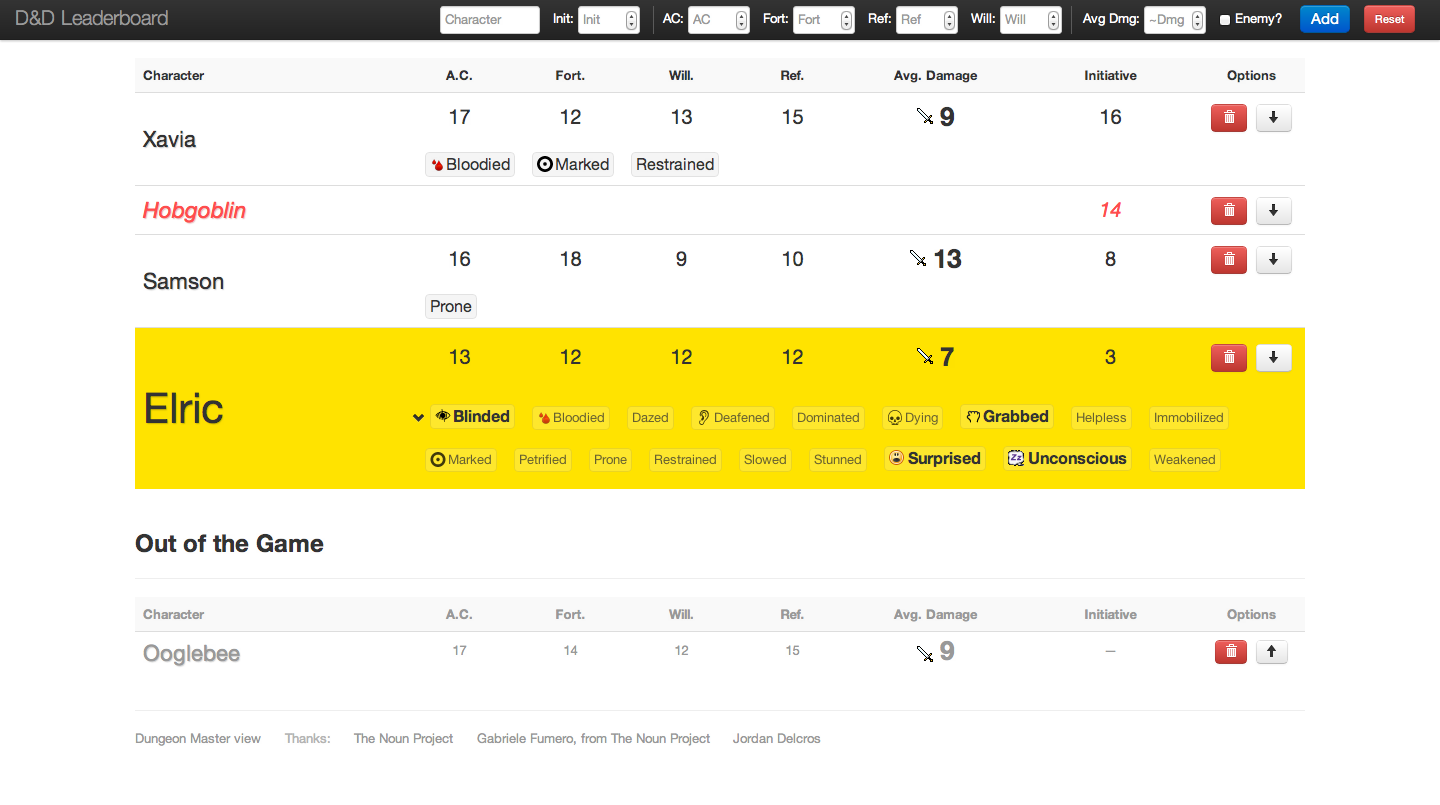 D&D Leaderboard Character Init: Init AC: AC Fort: Fort Ref: Ref Will: Will Avg Dmg: ~Dmg Enemy? Add Reset
Character A.C. Fort. Will. Ref. Avg. Damage Initiative Options
17 12 13 15 9 16
Xavia
Bloodied Marked Restrained
Hobgoblin 14
16 18 9 10 13 8
Samson
Prone
13 12 12 12 7 3
Elric
Blinded Bloodied Dazed Deafened Dominated Dying Grabbed Helpless Immobilized
Marked Petrified Prone Restrained Slowed Stunned Surprised Zz Unconscious Weakened
Out of the Game
Character A.C. Fort. Will. Ref. Avg. Damage Initiative Options
Ooglebee 17 14 12 15 9 —
Dungeon Master view Thanks: The Noun Project Gabriele Fumero, from The Noun Project Jordan Delcros